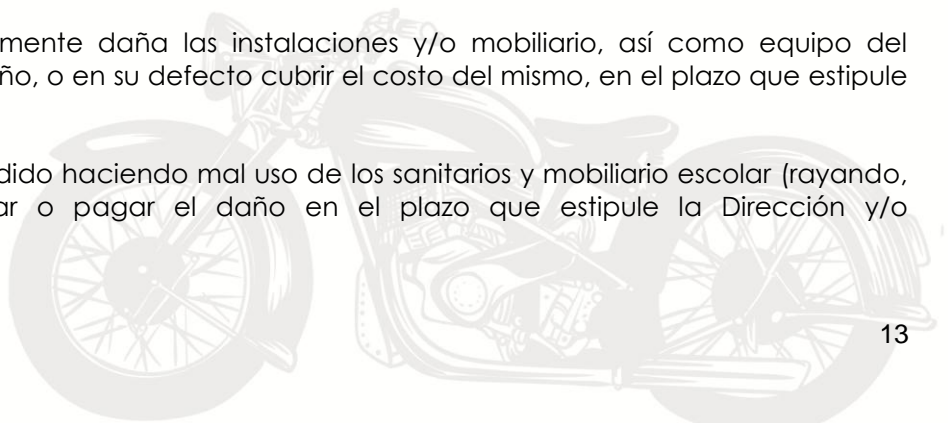 mente daña las instalaciones y/o mobiliario, así como equipo del
ño, o en su defecto cubrir el costo del mismo, en el plazo que estipule
dido haciendo mal uso de los sanitarios y mobiliario escolar (rayando,
ar o pagar el daño en el plazo que estipule la Dirección y/o
13